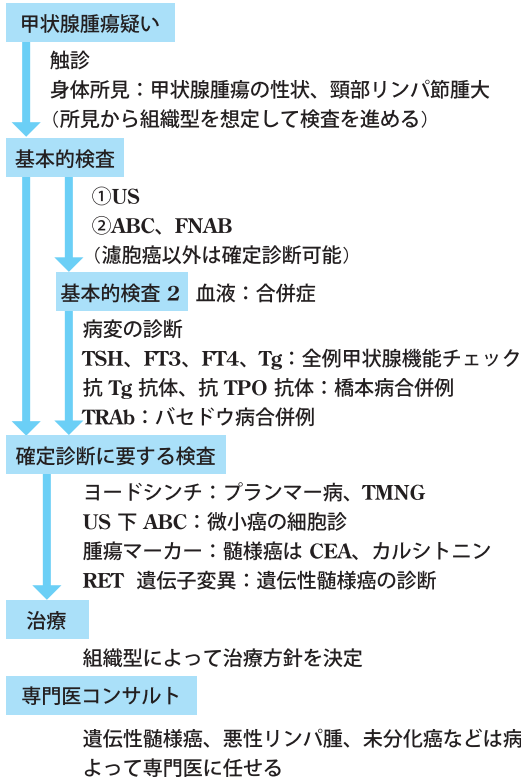 甲状腺腫瘍疑い
触診
身体所見：甲状腺腫瘍の性状、頸部リンパ節腫大
（所見から組織型を想定して検査を進める）
基本的検査
①US
②ABC、FNAB
（濾胞癌以外は確定診断可能）
基本的検査 2 血液：合併症
病変の診断
TSH、FT3、FT4、Tg：全例甲状腺機能チェック
抗 Tg 抗体、抗 TPO 抗体：橋本病合併例
TRAb：バセドウ病合併例
確定診断に要する検査
ヨードシンチ：プランマー病、TMNG
US 下 ABC：微小癌の細胞診
腫瘍マーカー：髄様癌は CEA、カルシトニン
RET 遺伝子変異：遺伝性髄様癌の診断
治療
組織型によって治療方針を決定
専門医コンサルト
遺伝性髄様癌、悪性リンパ腫、未分化癌などは病
よって専門医に任せる